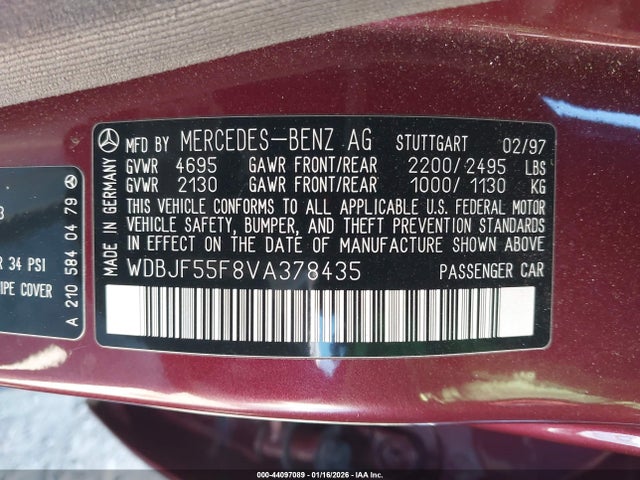 MFD BY MERCEDES-BENZ AG STUTTGART 02/97
GVWR 4695 GAWR FRONT/REAR 2200/2495 LBS
GVWR 2130 GAWR FRONT/REAR 1000/1130 KG
THIS VEHICLE CONFORMS TO ALL APPLICABLE U.S. FEDERAL MOTOR
VEHICLE SAFETY, BUMPER, AND THEFT PREVENTION STANDARDS
IN EFFECT ON THE DATE OF MANUFACTURE SHOWN ABOVE.
WDBJF55F8VA378435 PASSENGER CAR
MADE IN GERMANY
A 210 584 04 79
34 PSI
COVER
000-44097089 | 01/16/2026 | IAA Inc.